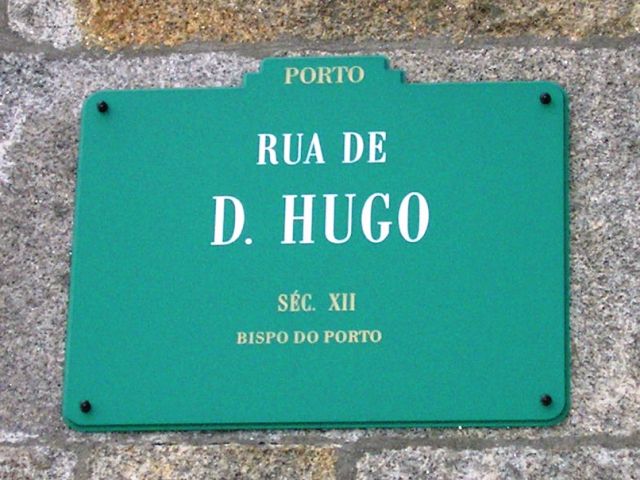 PORTO
RUA DE
D. HUGO
SÉC. XII
BISPO DO PORTO